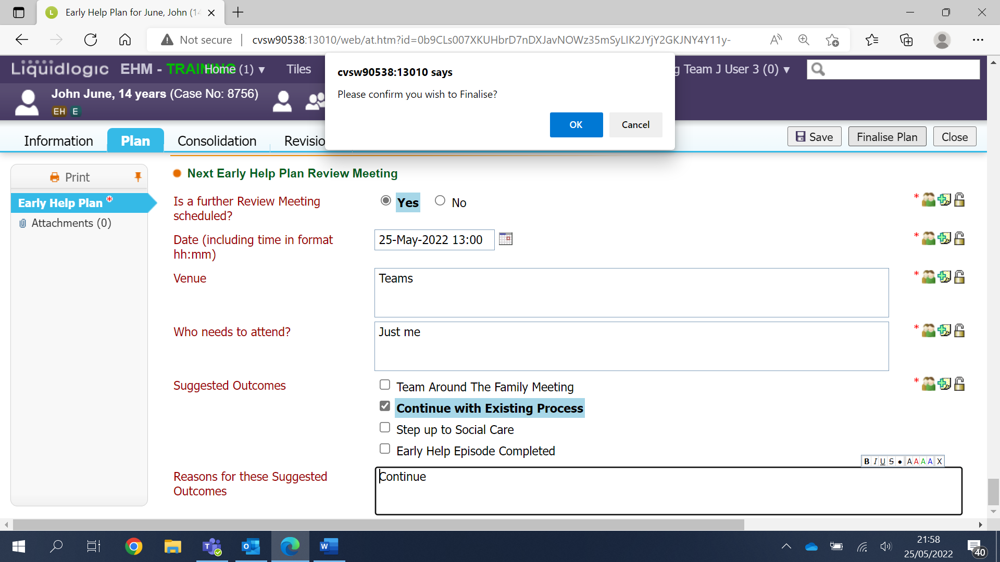 Early Help Plan for June, John (14
Not secure
cvsw90538:13010/web/at.htm?id=0b9CLs007XKUHbrD7nDXJavNOWz35mSyLIK2JYjY2GKJNY4Y11y-
Liquidlogic EHM - TRAINING Home (1) ▼ Tiles
g Team J User 3 (0) ▼
cvsw90538:13010 says
Please confirm you wish to Finalise?
OK Cancel
John June, 14 years (Case No: 8756)
EH E
Information Plan Consolidation Revisio
Save Finalise Plan Close
Print
Early Help Plan *
Attachments (0)
Next Early Help Plan Review Meeting
Is a further Review Meeting
scheduled?
Yes No
*
Date (including time in format
hh:mm)
25-May-2022 13:00
*
Venue
Teams
*
Who needs to attend?
Just me
*
Suggested Outcomes
Team Around The Family Meeting
*
Continue with Existing Process
Step up to Social Care
Early Help Episode Completed
B I U S ● A A A A X
Reasons for these Suggested
Outcomes
Continue
21:58
25/05/2022
40